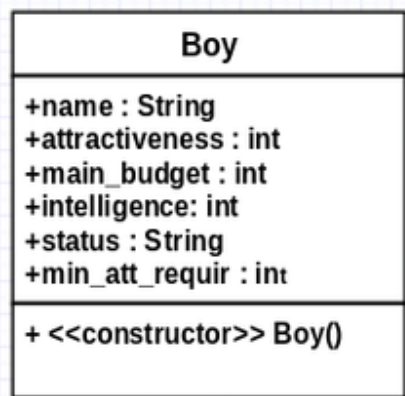 Boy
+name : String
+attractiveness : int
+main_budget : int
+intelligence: int
+status : String
+min_att_requir : int
+ <<constructor>> Boy()